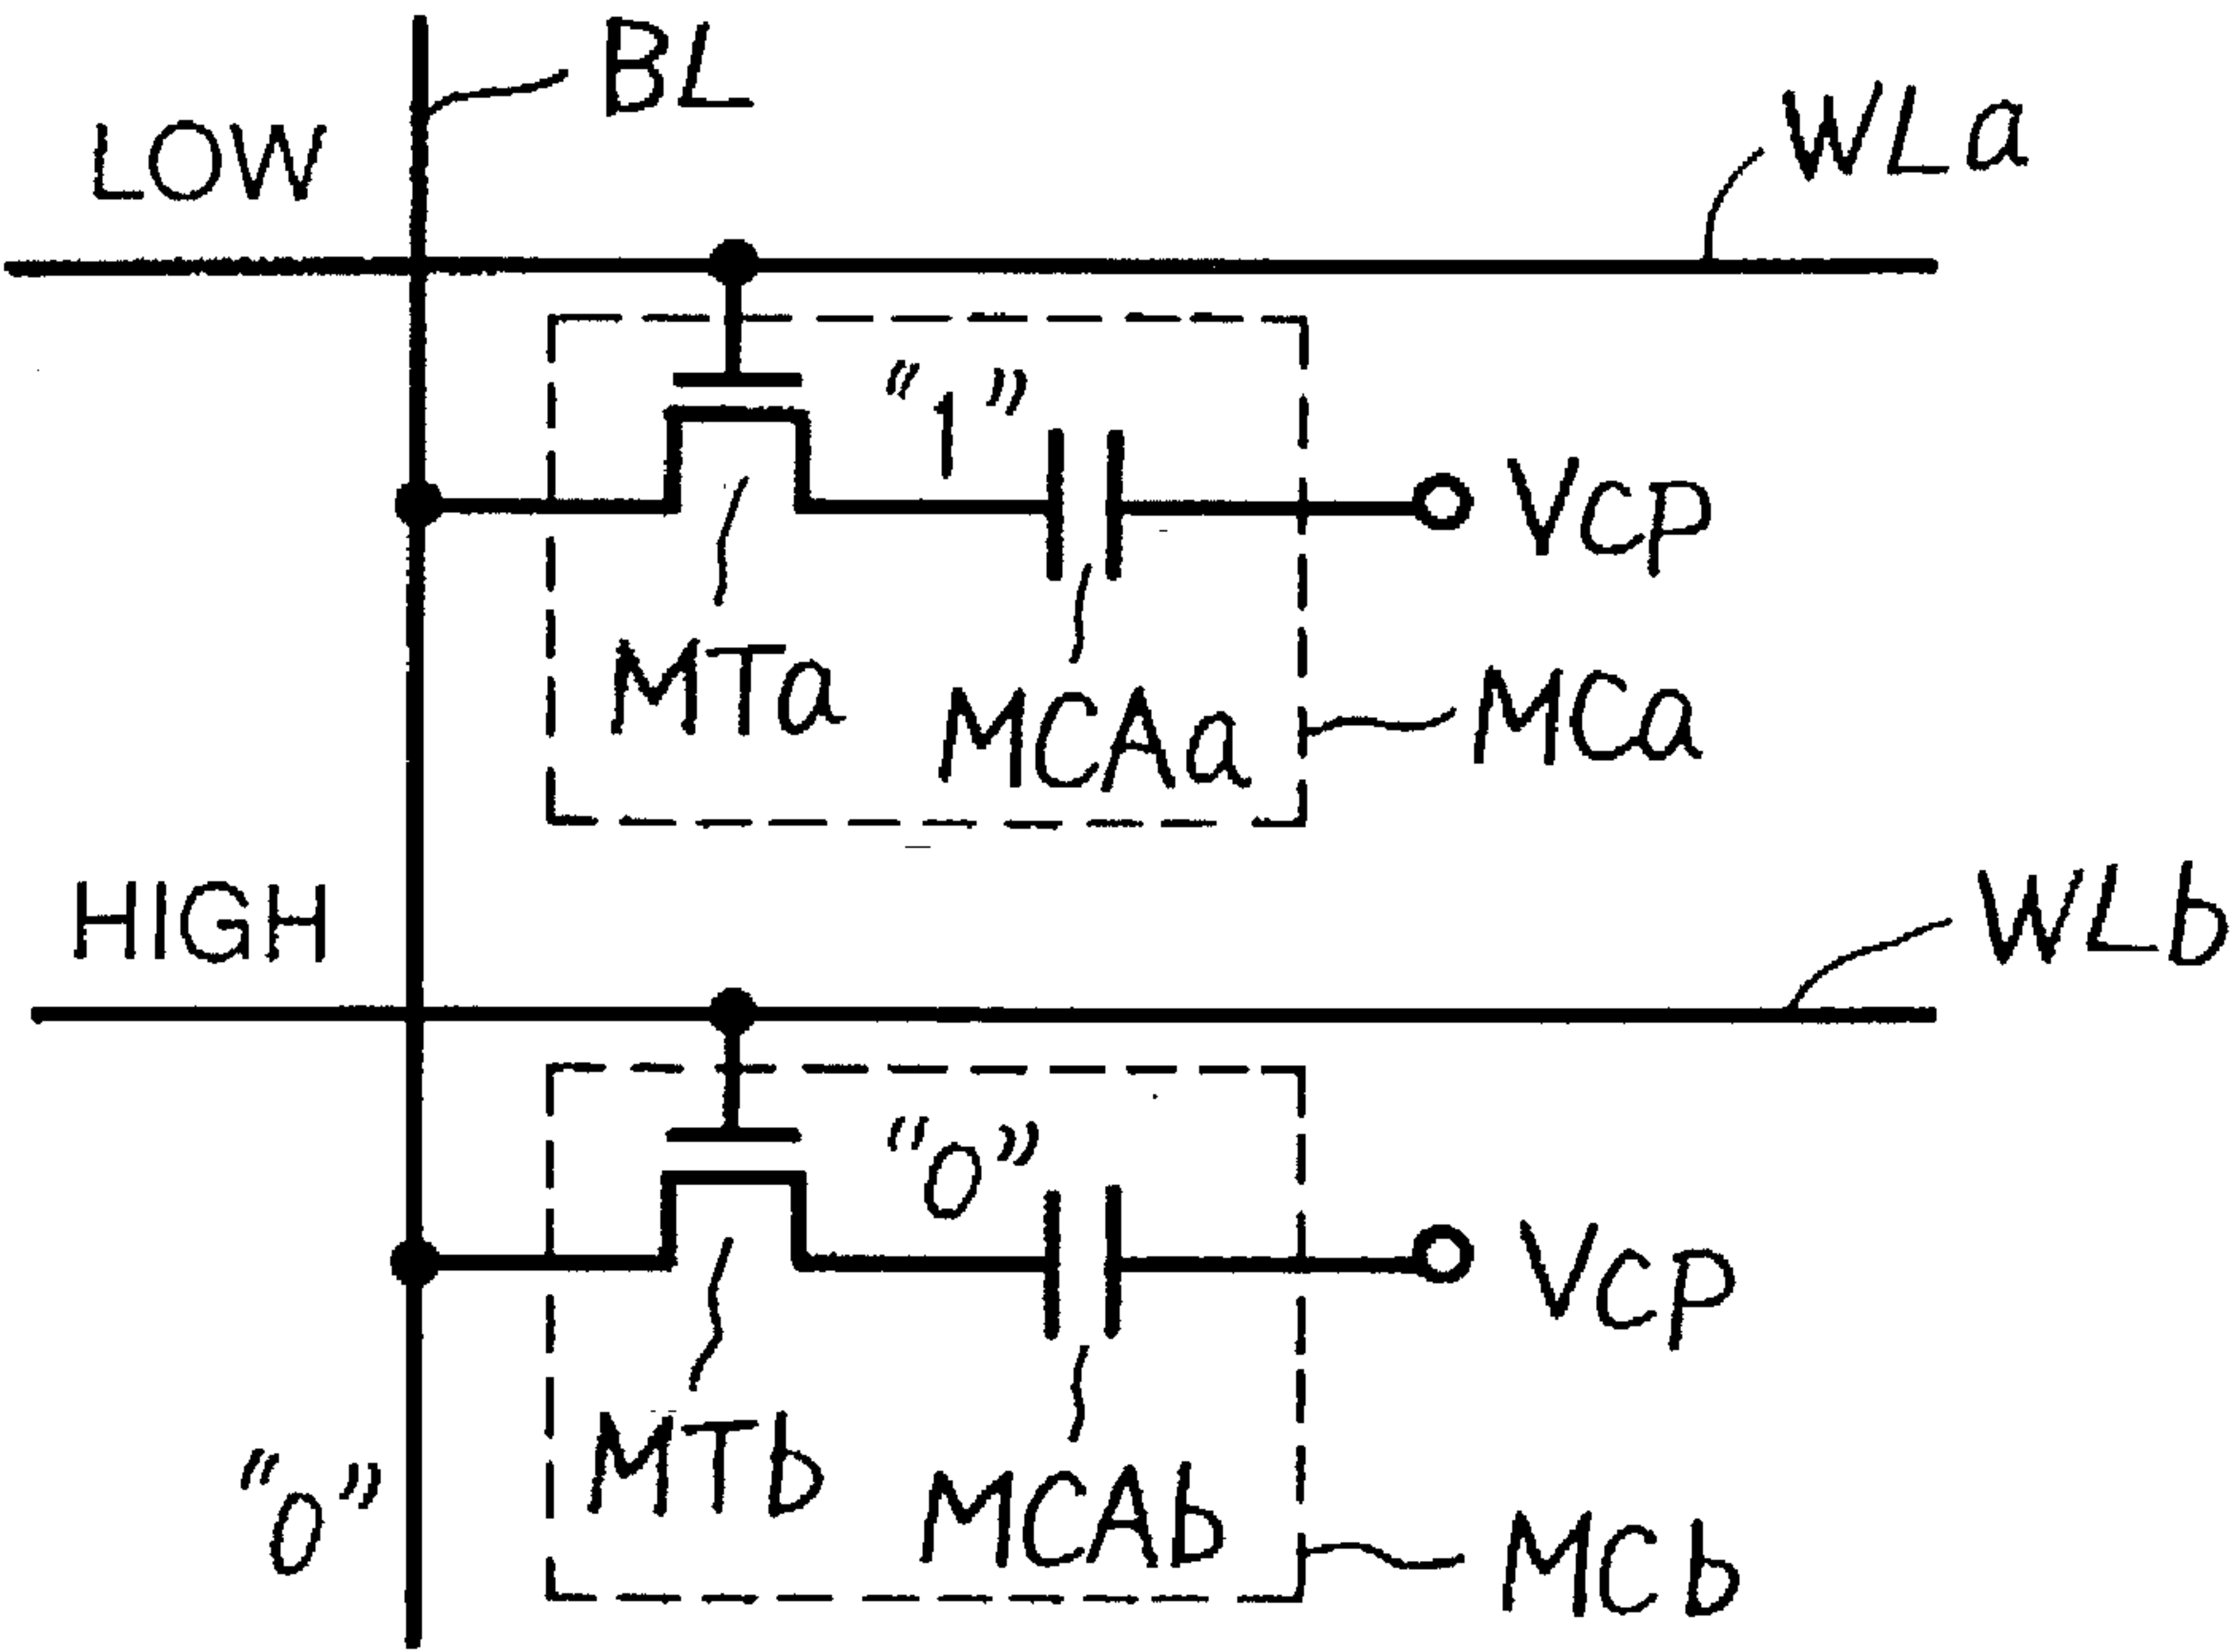 BL
LOW
WLa
“1”
VCP
MTa
MCAa
MCa
HIGH
WLb
“0”
VCP
MTb
MCAb
“0”
MCb